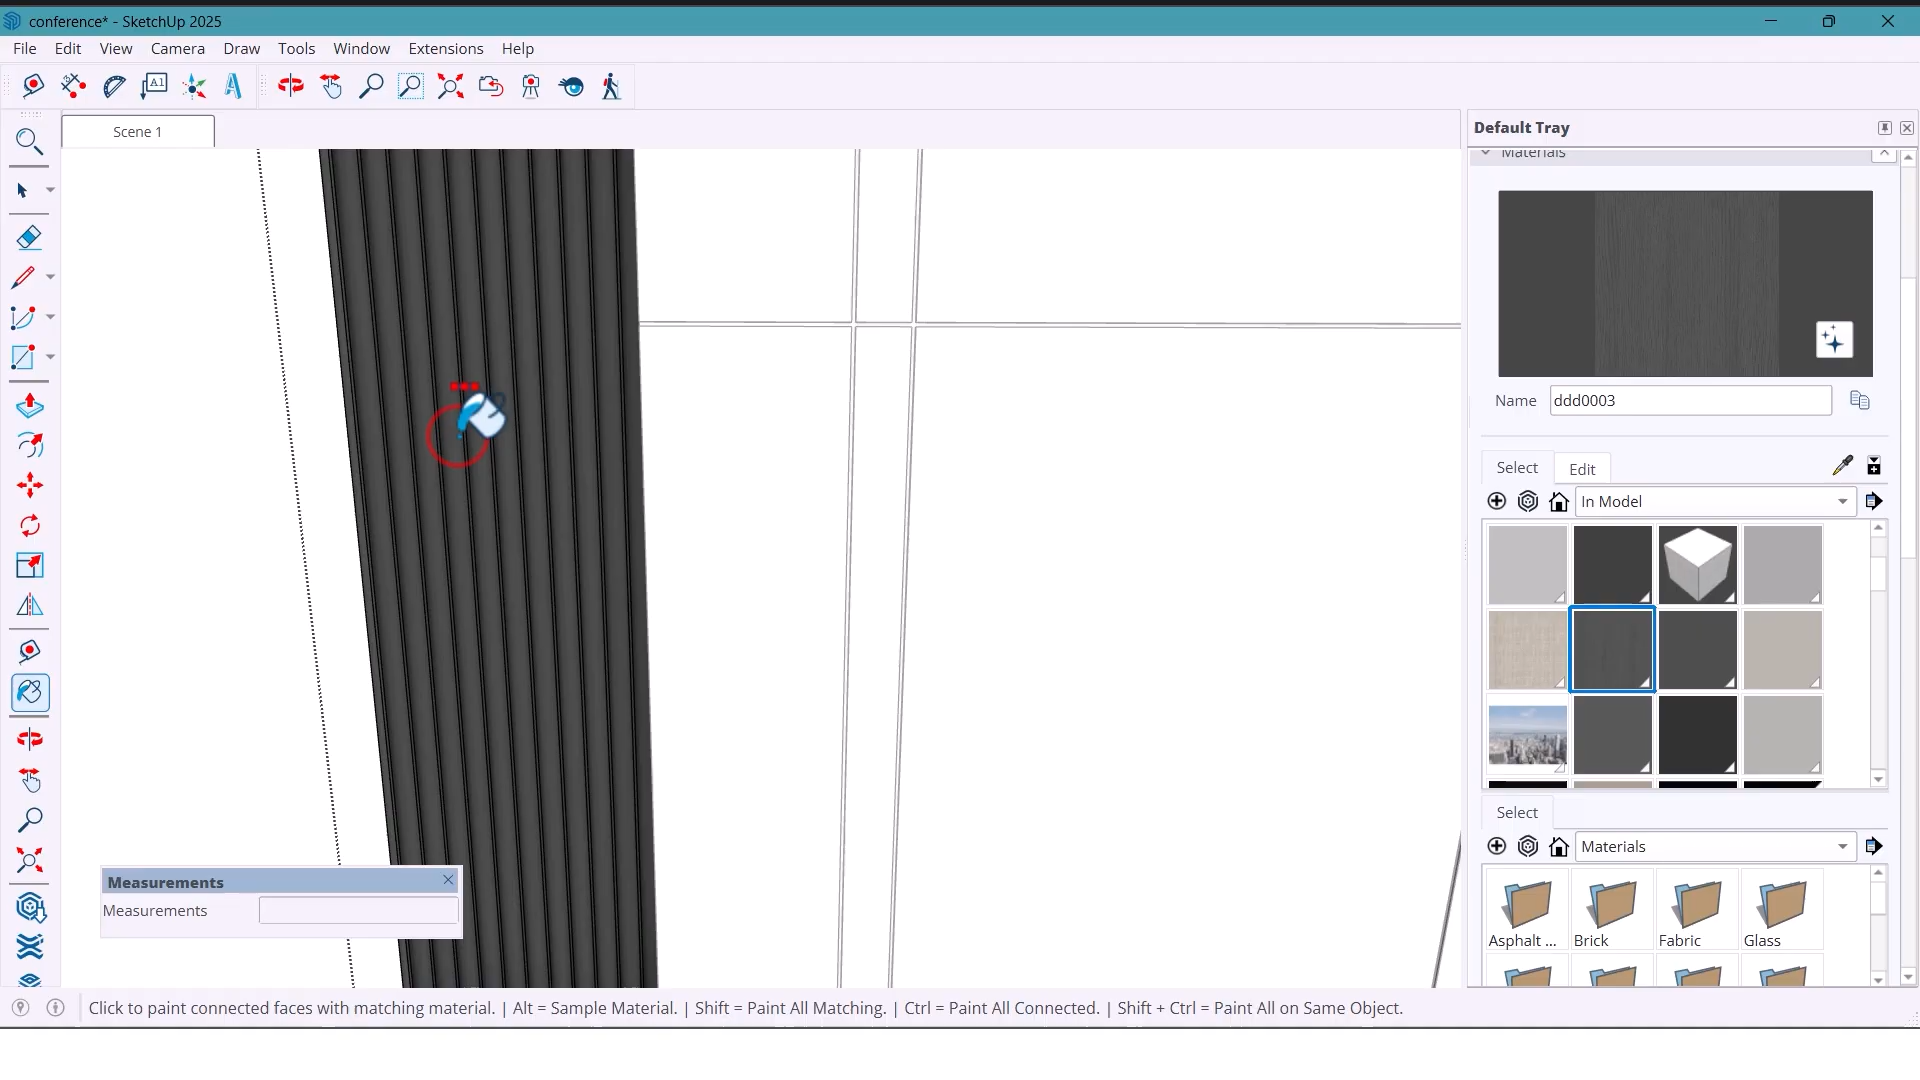 conference* - SketchUp 2025
File Edit View Camera Draw Tools Window Extensions Help
A1
Scene 1
Default Tray
Materials
Name ddd0003
Select Edit
In Model
Select
Materials
Asphalt ... Brick Fabric Glass
Measurements
Measurements
Click to paint connected faces with matching material. | Alt = Sample Material. | Shift = Paint All Matching. | Ctrl = Paint All Connected. | Shift + Ctrl = Paint All on Same Object.